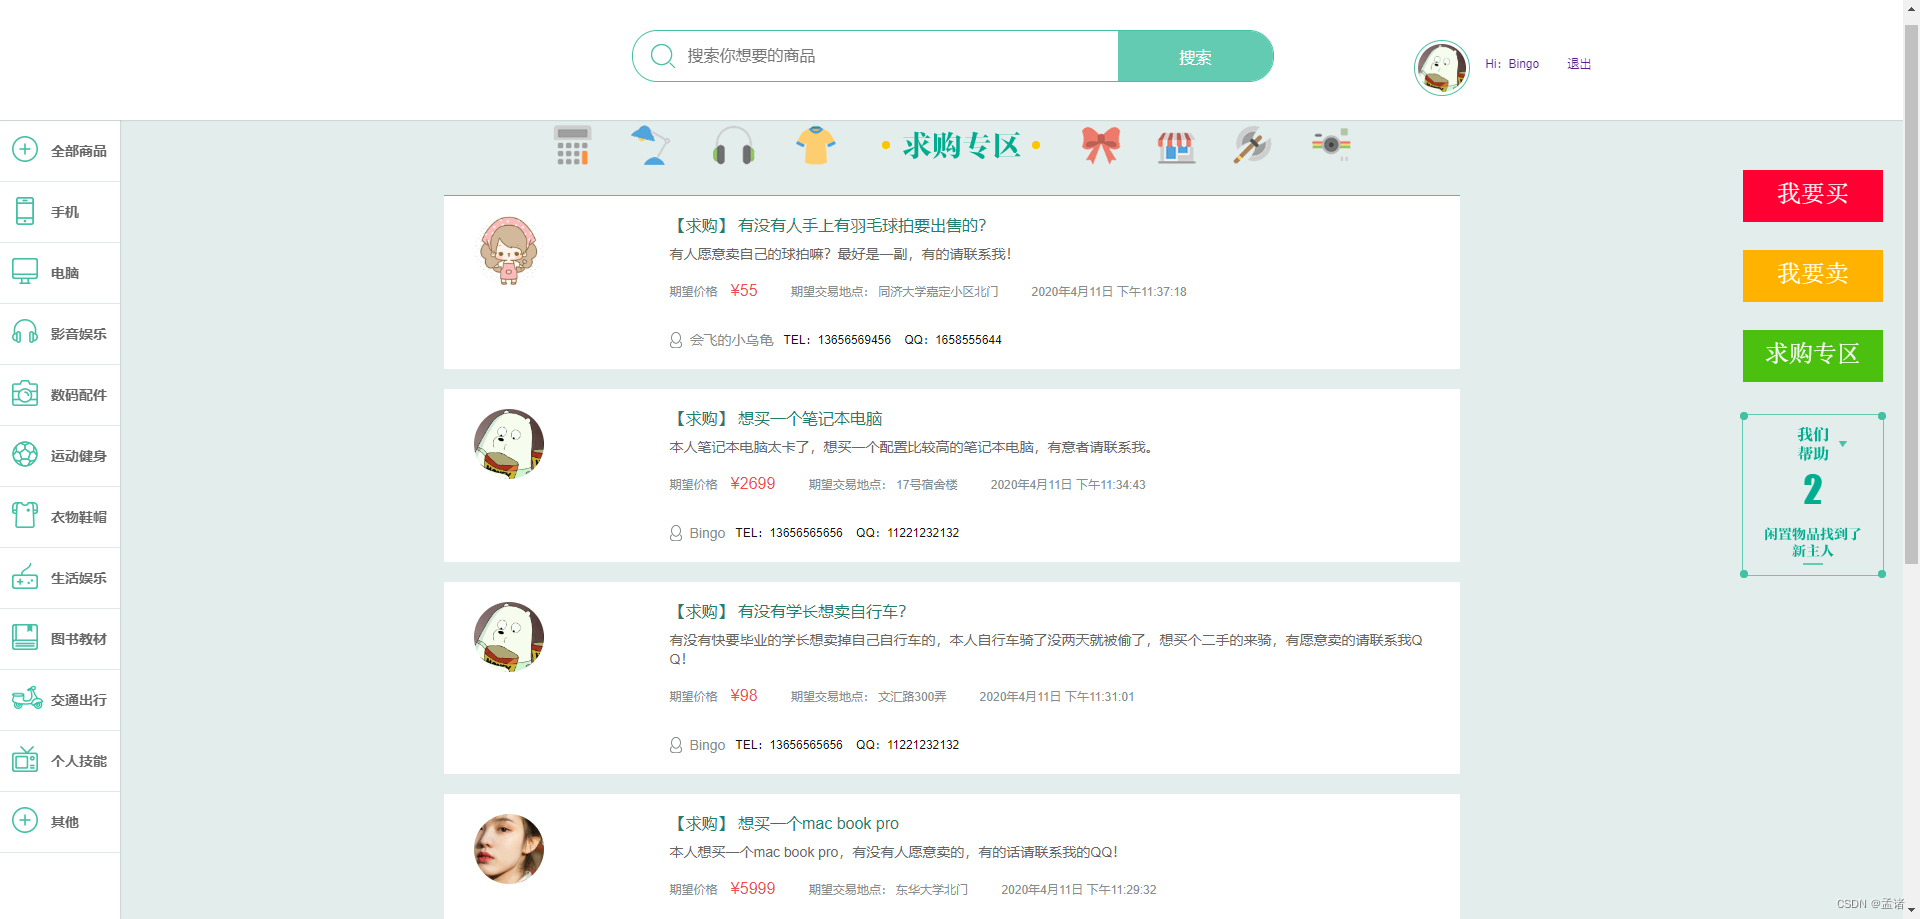 搜索你想要的商品
搜索
Hi：Bingo
退出
全部商品
手机
电脑
影音娱乐
数码配件
运动健身
衣物鞋帽
生活娱乐
图书教材
交通出行
个人技能
其他
求购专区
【求购】 有没有人手上有羽毛球拍要出售的？
有人愿意卖自己的球拍嘛？最好是一副，有的请联系我！
期望价格 ¥55 期望交易地点： 同济大学嘉定小区北门 2020年4月11日 下午11:37:18
会飞的小乌龟 TEL：13656569456 QQ：1658555644
【求购】 想买一个笔记本电脑
本人笔记本电脑太卡了，想买一个配置比较高的笔记本电脑，有意者请联系我。
期望价格 ¥2699 期望交易地点： 17号宿舍楼 2020年4月11日 下午11:34:43
Bingo TEL：13656565656 QQ：11221232132
【求购】 有没有学长想卖自行车？
有没有快要毕业的学长想卖掉自己自行车的，本人自行车骑了没两天就被偷了，想买个二手的来骑，有愿意卖的请联系我Q
Q！
期望价格 ¥98 期望交易地点： 文汇路300弄 2020年4月11日 下午11:31:01
Bingo TEL：13656565656 QQ：11221232132
【求购】 想买一个mac book pro
本人想买一个mac book pro，有没有人愿意卖的，有的话请联系我的QQ！
期望价格 ¥5999 期望交易地点： 东华大学北门 2020年4月11日 下午11:29:32
我要买
我要卖
求购专区
我们
帮助
2
闲置物品找到了
新主人
CSDN @孟诸